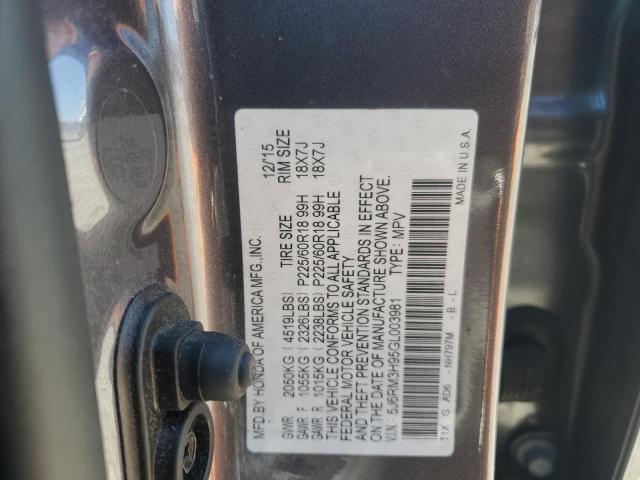 MFD.BY HONDA OF AMERICA MFG.,INC. 12/15
TIRE SIZE RIM SIZE
GVWR 2050KG (4519LBS)
GAWR F 1055KG (2326LBS) P225/60R18 99H 18X7J
GAWR R 1015KG (2238LBS) P225/60R18 99H 18X7J
THIS VEHICLE CONFORMS TO ALL APPLICABLE
FEDERAL MOTOR VEHICLE SAFETY
AND THEFT PREVENTION STANDARDS IN EFFECT
ON THE DATE OF MANUFACTURE SHOWN ABOVE.
V.I.N.: 5J6RM3H95GL003981 TYPE: MPV
T1X G AD6 -NH797M - B - L MADE IN U.S.A.